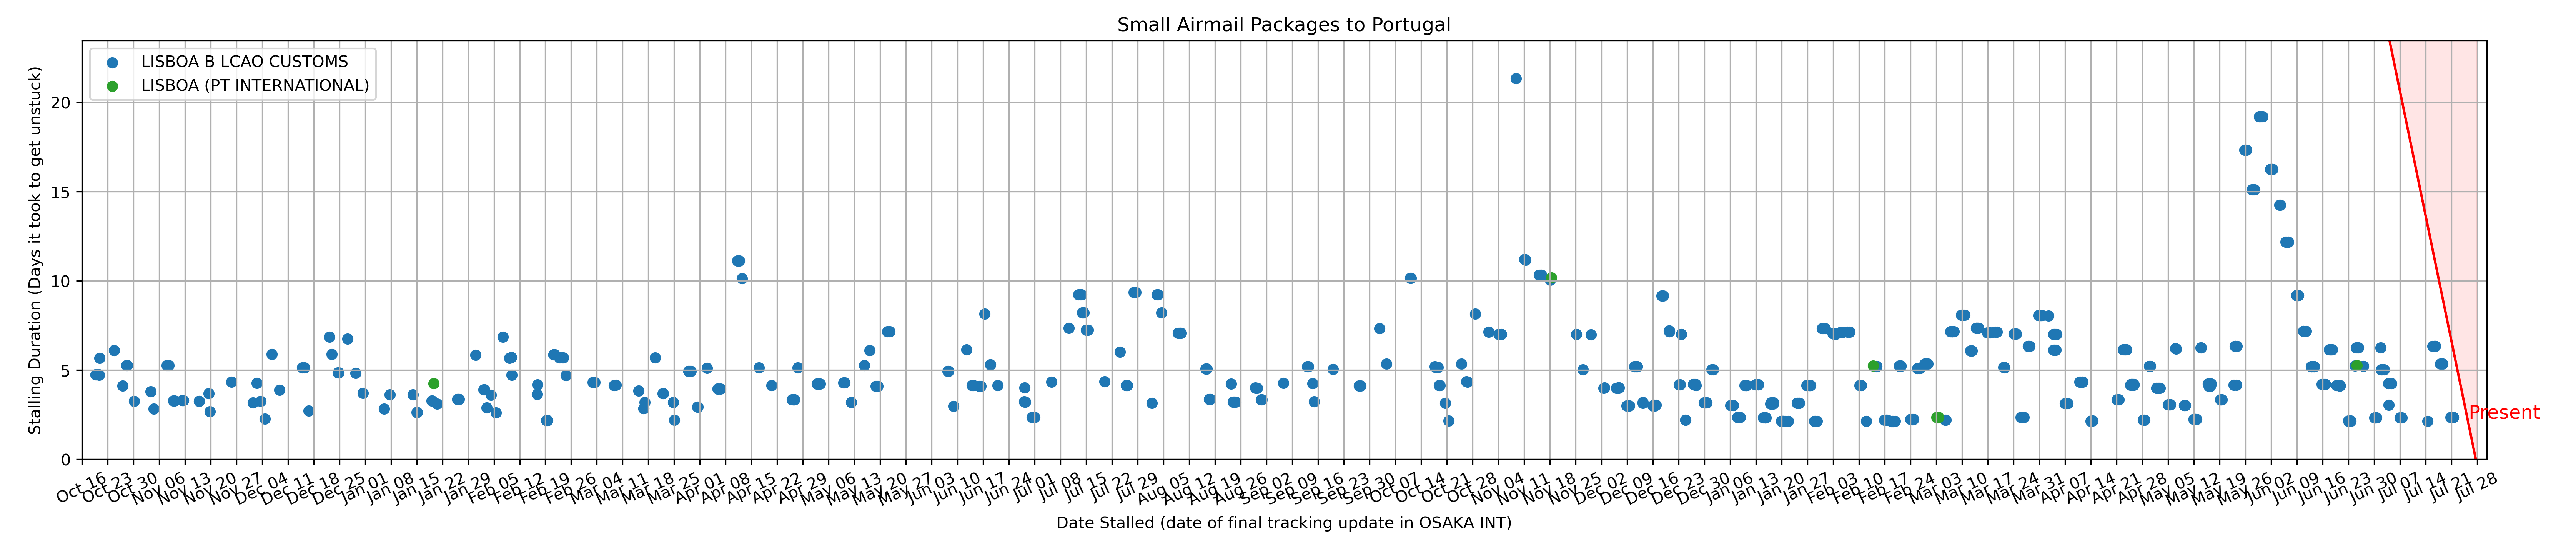 Small Airmail Packages to Portugal
LISBOA B LCAO CUSTOMS
LISBOA (PT INTERNATIONAL)
Stalling Duration (Days it took to get unstuck)
20
15
10
5
0
Present
Oct 16
Oct 23
Oct 30
Nov 06
Nov 13
Nov 20
Nov 27
Dec 04
Dec 11
Dec 18
Dec 25
Jan 01
Jan 08
Jan 15
Jan 22
Jan 29
Feb 05
Feb 12
Feb 19
Feb 26
Mar 04
Mar 11
Mar 18
Mar 25
Apr 01
Apr 08
Apr 15
Apr 22
Apr 29
May 06
May 13
May 20
May 27
Jun 03
Jun 10
Jun 17
Jun 24
Jul 01
Jul 08
Jul 15
Jul 22
Jul 29
Aug 05
Aug 12
Aug 19
Aug 26
Sep 02
Sep 09
Sep 16
Sep 23
Sep 30
Oct 07
Oct 14
Oct 21
Oct 28
Nov 04
Nov 11
Nov 18
Nov 25
Dec 02
Dec 09
Dec 16
Dec 23
Dec 30
Jan 06
Jan 13
Jan 20
Jan 27
Feb 03
Feb 10
Feb 17
Feb 24
Mar 03
Mar 10
Mar 17
Mar 24
Mar 31
Apr 07
Apr 14
Apr 21
Apr 28
May 05
May 12
May 19
May 26
Jun 02
Jun 09
Jun 16
Jun 23
Jun 30
Jul 07
Jul 14
Jul 21
Jul 28
Date Stalled (date of final tracking update in OSAKA INT)